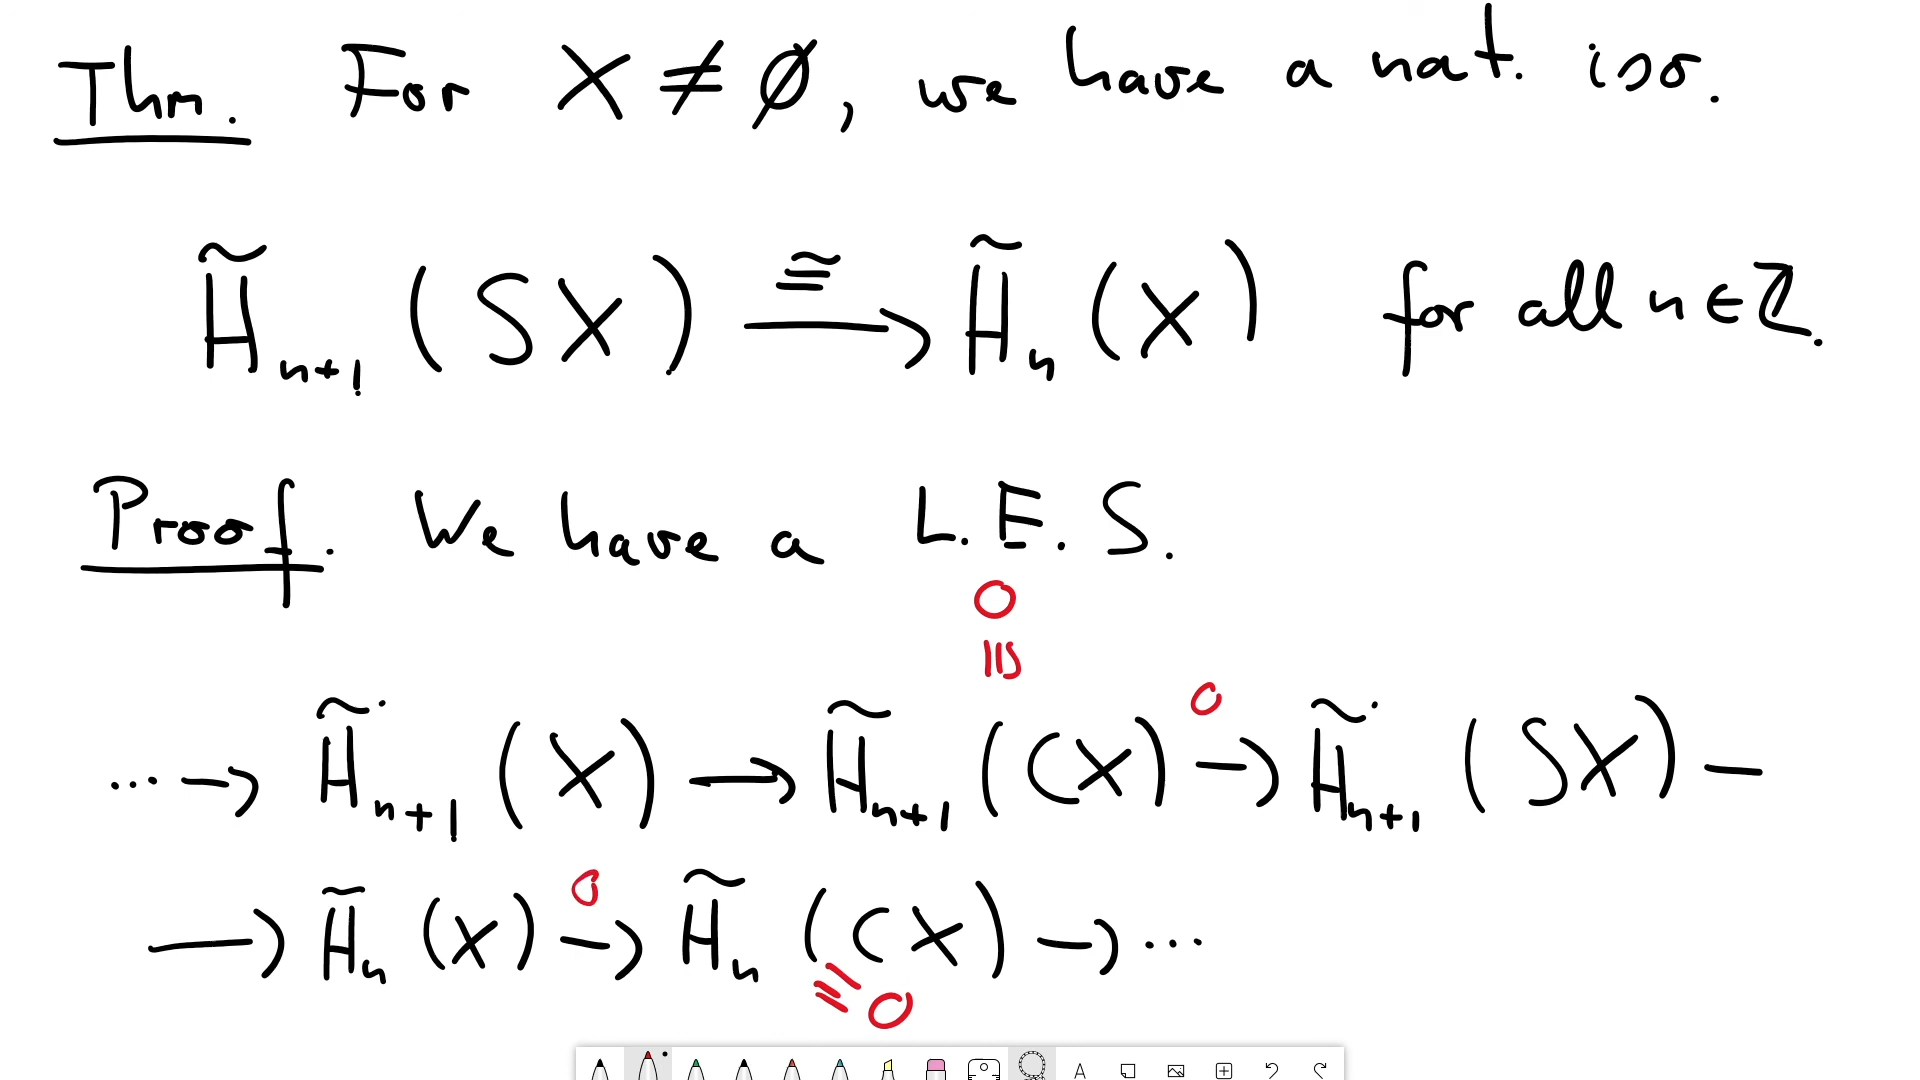 Thm. For X ≠ ∅, we have a nat. iso.
H̃ₙ₊₁ (SX) ≅→ H̃ₙ (X) for all n ∈ ℤ.
Proof. We have a L.E.S.
0
≅
⋯ → H̃ₙ₊₁ (X) → H̃ₙ₊₁ (CX) 0→ H̃ₙ₊₁ (SX) —
→ H̃ₙ (X) 0→ H̃ₙ (CX) → ⋯
≅ 0
A